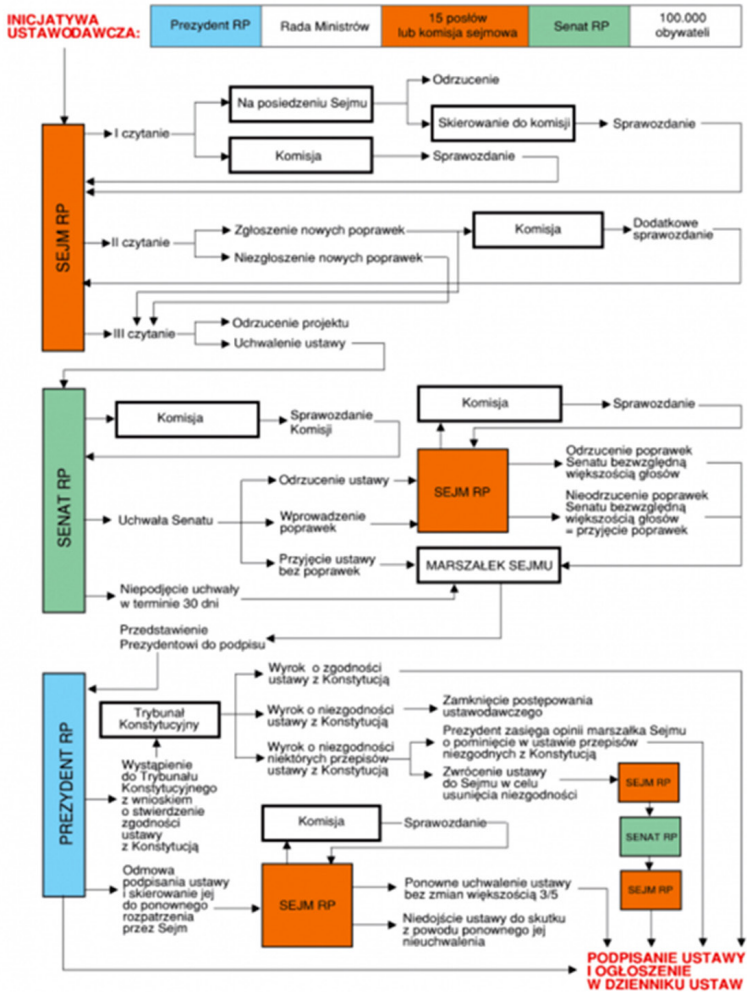 INICJATYWA
USTAWODAWCZA:
Prezydent RP
Rada Ministrów
15 posłów
lub komisja sejmowa
Senat RP
100.000
obywateli
SEJM RP
I czytanie
Na posiedzeniu Sejmu
Odrzucenie
Skierowanie do komisji
Sprawozdanie
Komisja
Sprawozdanie
II czytanie
Zgłoszenie nowych poprawek
Niezgłoszenie nowych poprawek
Komisja
Dodatkowe
sprawozdanie
III czytanie
Odrzucenie projektu
Uchwalenie ustawy
SENAT RP
Komisja
Sprawozdanie
Komisji
Komisja
Sprawozdanie
Uchwała Senatu
Odrzucenie ustawy
Wprowadzenie
poprawek
Przyjęcie ustawy
bez poprawek
SEJM RP
Odrzucenie poprawek
Senatu bezwzględną
większością głosów
Nieodrzucenie poprawek
Senatu bezwzględną
większością głosów
= przyjęcie poprawek
MARSZAŁEK SEJMU
Niepodjęcie uchwały
w terminie 30 dni
Przedstawienie
Prezydentowi do podpisu
PREZYDENT RP
Trybunał
Konstytucyjny
Wyrok o zgodności
ustawy z Konstytucją
Wyrok o niezgodności
ustawy z Konstytucją
Zamknięcie postępowania
ustawodawczego
Wyrok o niezgodności
niektórych przepisów
ustawy z Konstytucją
Prezydent zasięga opinii marszałka Sejmu
o pominięcie w ustawie przepisów
niezgodnych z Konstytucją
Zwrócenie ustawy
do Sejmu w celu
usunięcia niezgodności
SEJM RP
SENAT RP
SEJM RP
Wystąpienie
do Trybunału
Konstytucyjnego
z wnioskiem
o stwierdzenie
zgodności
ustawy
z Konstytucją
Komisja
Sprawozdanie
Odmowa
podpisania ustawy
i skierowanie jej
do ponownego
rozpatrzenia
przez Sejm
SEJM RP
Ponowne uchwalenie ustawy
bez zmian większością 3/5
Niedojście ustawy do skutku
z powodu ponownego jej
nieuchwalenia
PODPISANIE USTAWY
I OGŁOSZENIE
W DZIENNIKU USTAW